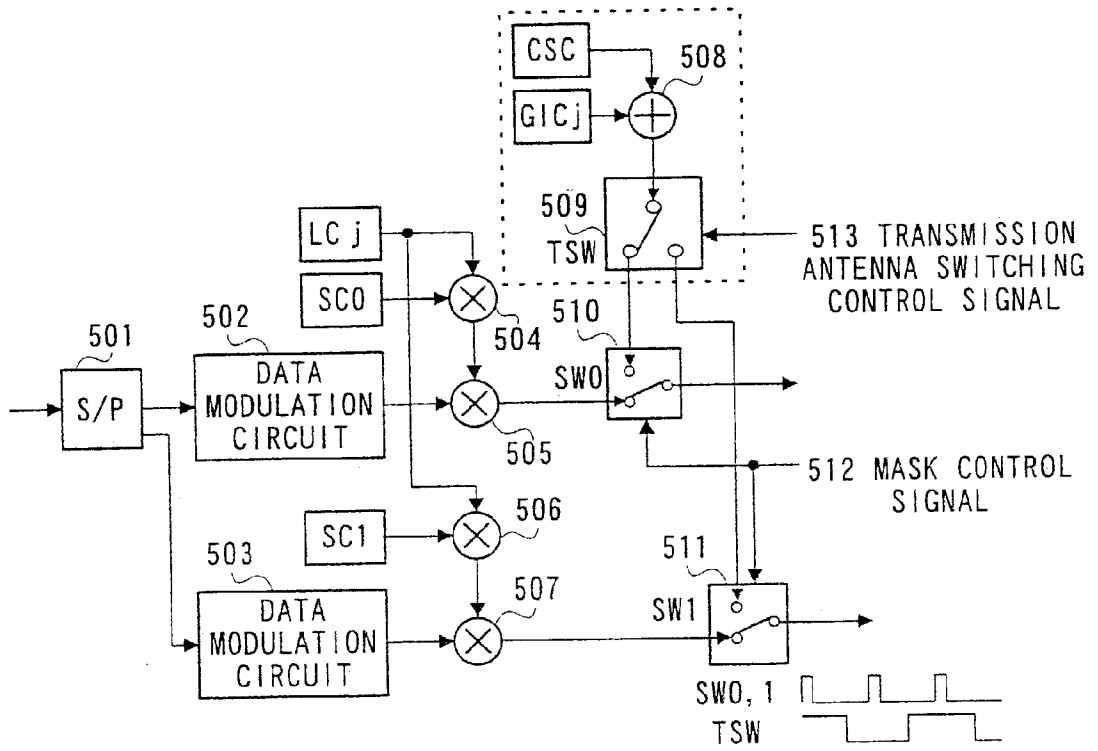 CSC
508
GICj
509
TSW
513 TRANSMISSION
ANTENNA SWITCHING
CONTROL SIGNAL
LC j
SC0
504
510
501
502
S/P
DATA
MODULATION
CIRCUIT
505
SW0
512 MASK CONTROL
SIGNAL
506
SC1
503
DATA
MODULATION
CIRCUIT
507
511
SW1
SW0, 1
TSW